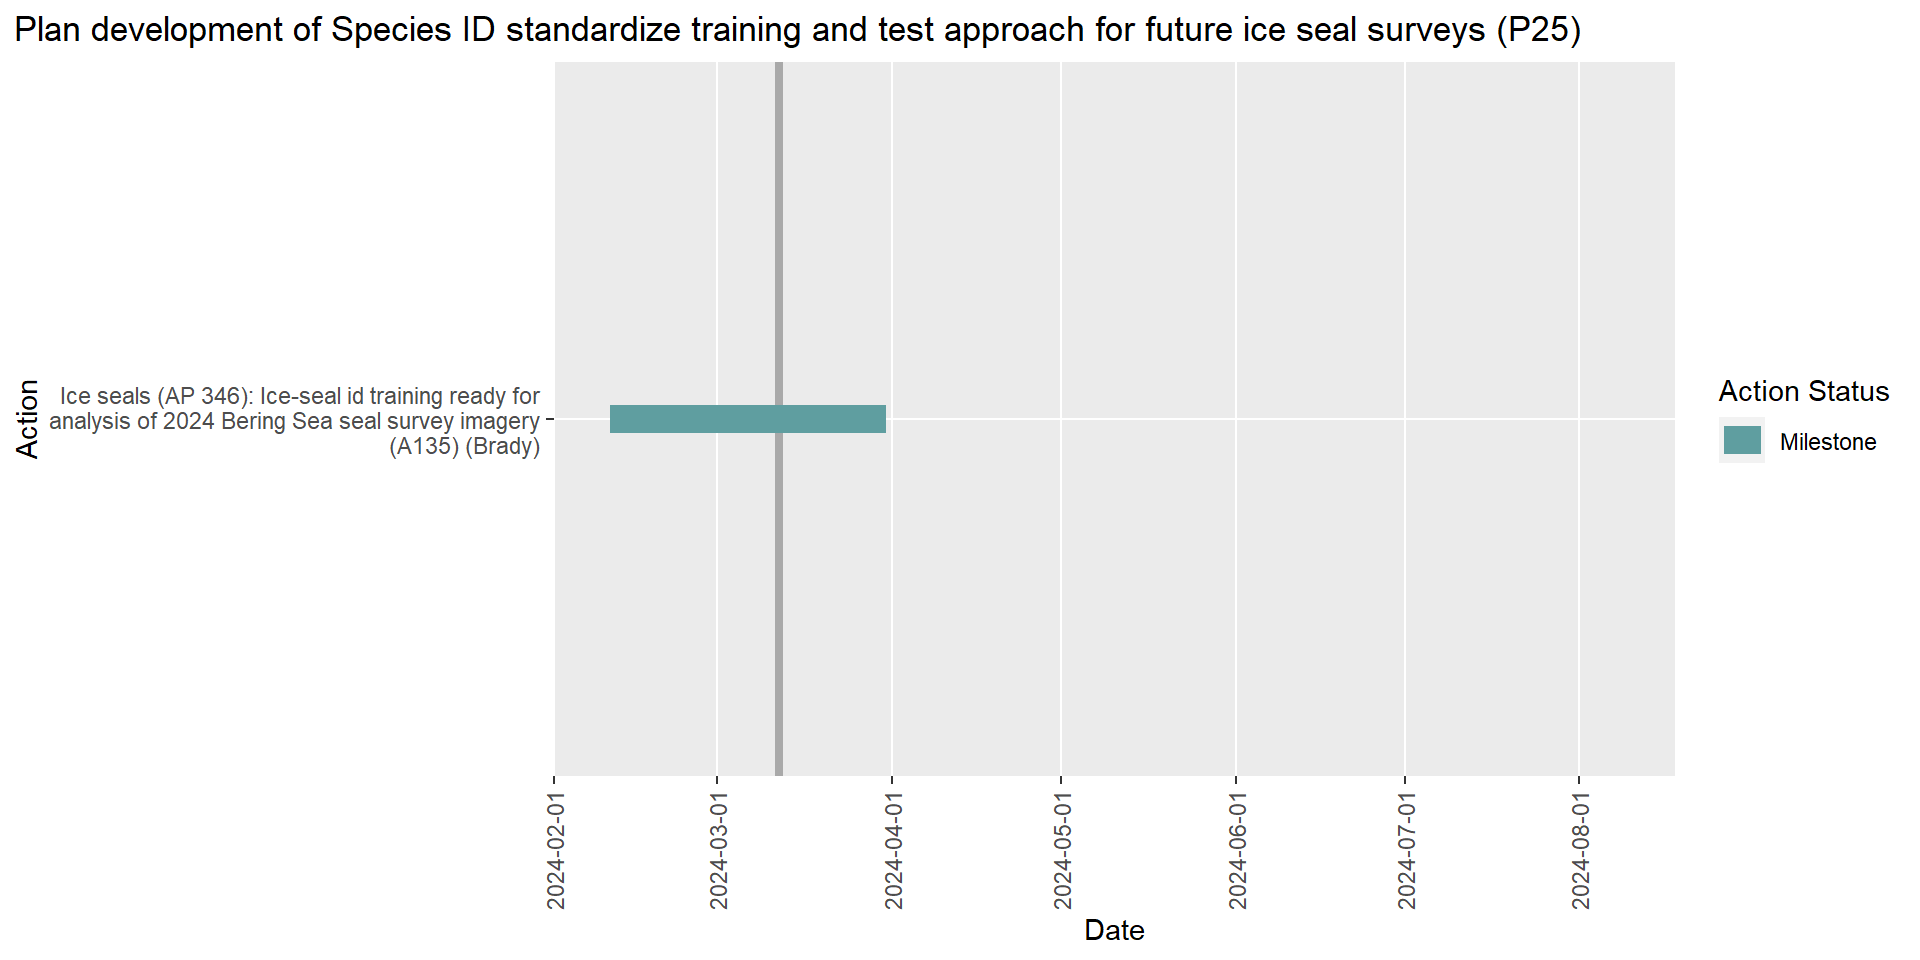 Plan development of Species ID standardize training and test approach for future ice seal surveys (P25)
Action
Ice seals (AP 346): Ice-seal id training ready for
analysis of 2024 Bering Sea seal survey imagery
(A135) (Brady)
Action Status
Milestone
2024-02-01
2024-03-01
2024-04-01
2024-05-01
2024-06-01
2024-07-01
2024-08-01
Date